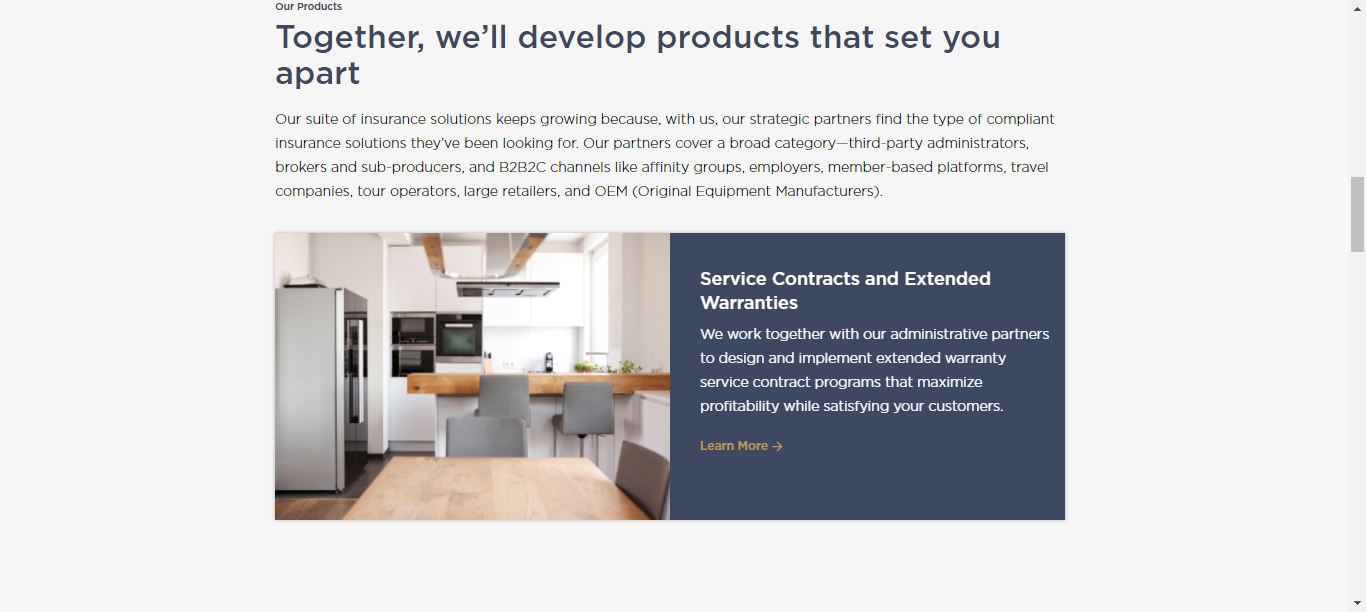 Our Products
Together, we’ll develop products that set you
apart
Our suite of insurance solutions keeps growing because, with us, our strategic partners find the type of compliant
insurance solutions they’ve been looking for. Our partners cover a broad category—third-party administrators,
brokers and sub-producers, and B2B2C channels like affinity groups, employers, member-based platforms, travel
companies, tour operators, large retailers, and OEM (Original Equipment Manufacturers).
Service Contracts and Extended
Warranties
We work together with our administrative partners
to design and implement extended warranty
service contract programs that maximize
profitability while satisfying your customers.
Learn More →